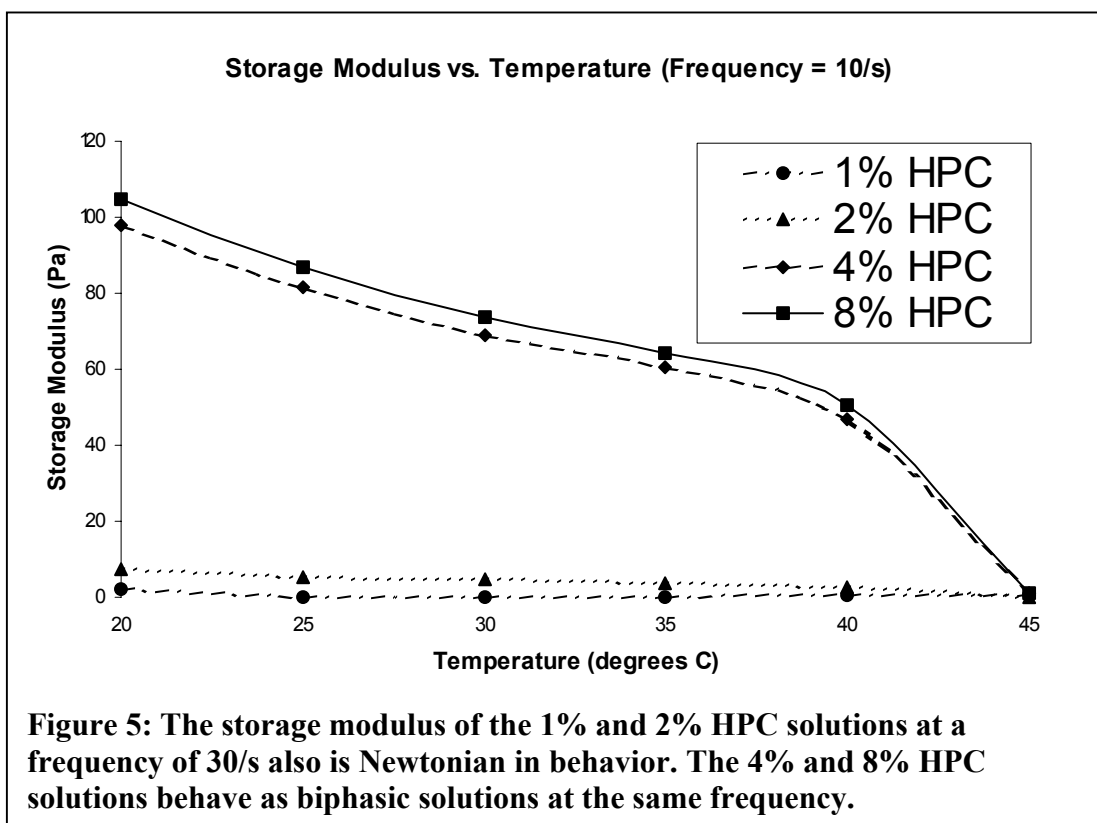 Storage Modulus vs. Temperature (Frequency = 10/s)
120
100
80
60
40
20
0
Storage Modulus (Pa)
1% HPC
2% HPC
4% HPC
8% HPC
20 25 30 35 40 45
Temperature (degrees C)
Figure 5: The storage modulus of the 1% and 2% HPC solutions at a
frequency of 30/s also is Newtonian in behavior. The 4% and 8% HPC
solutions behave as biphasic solutions at the same frequency.